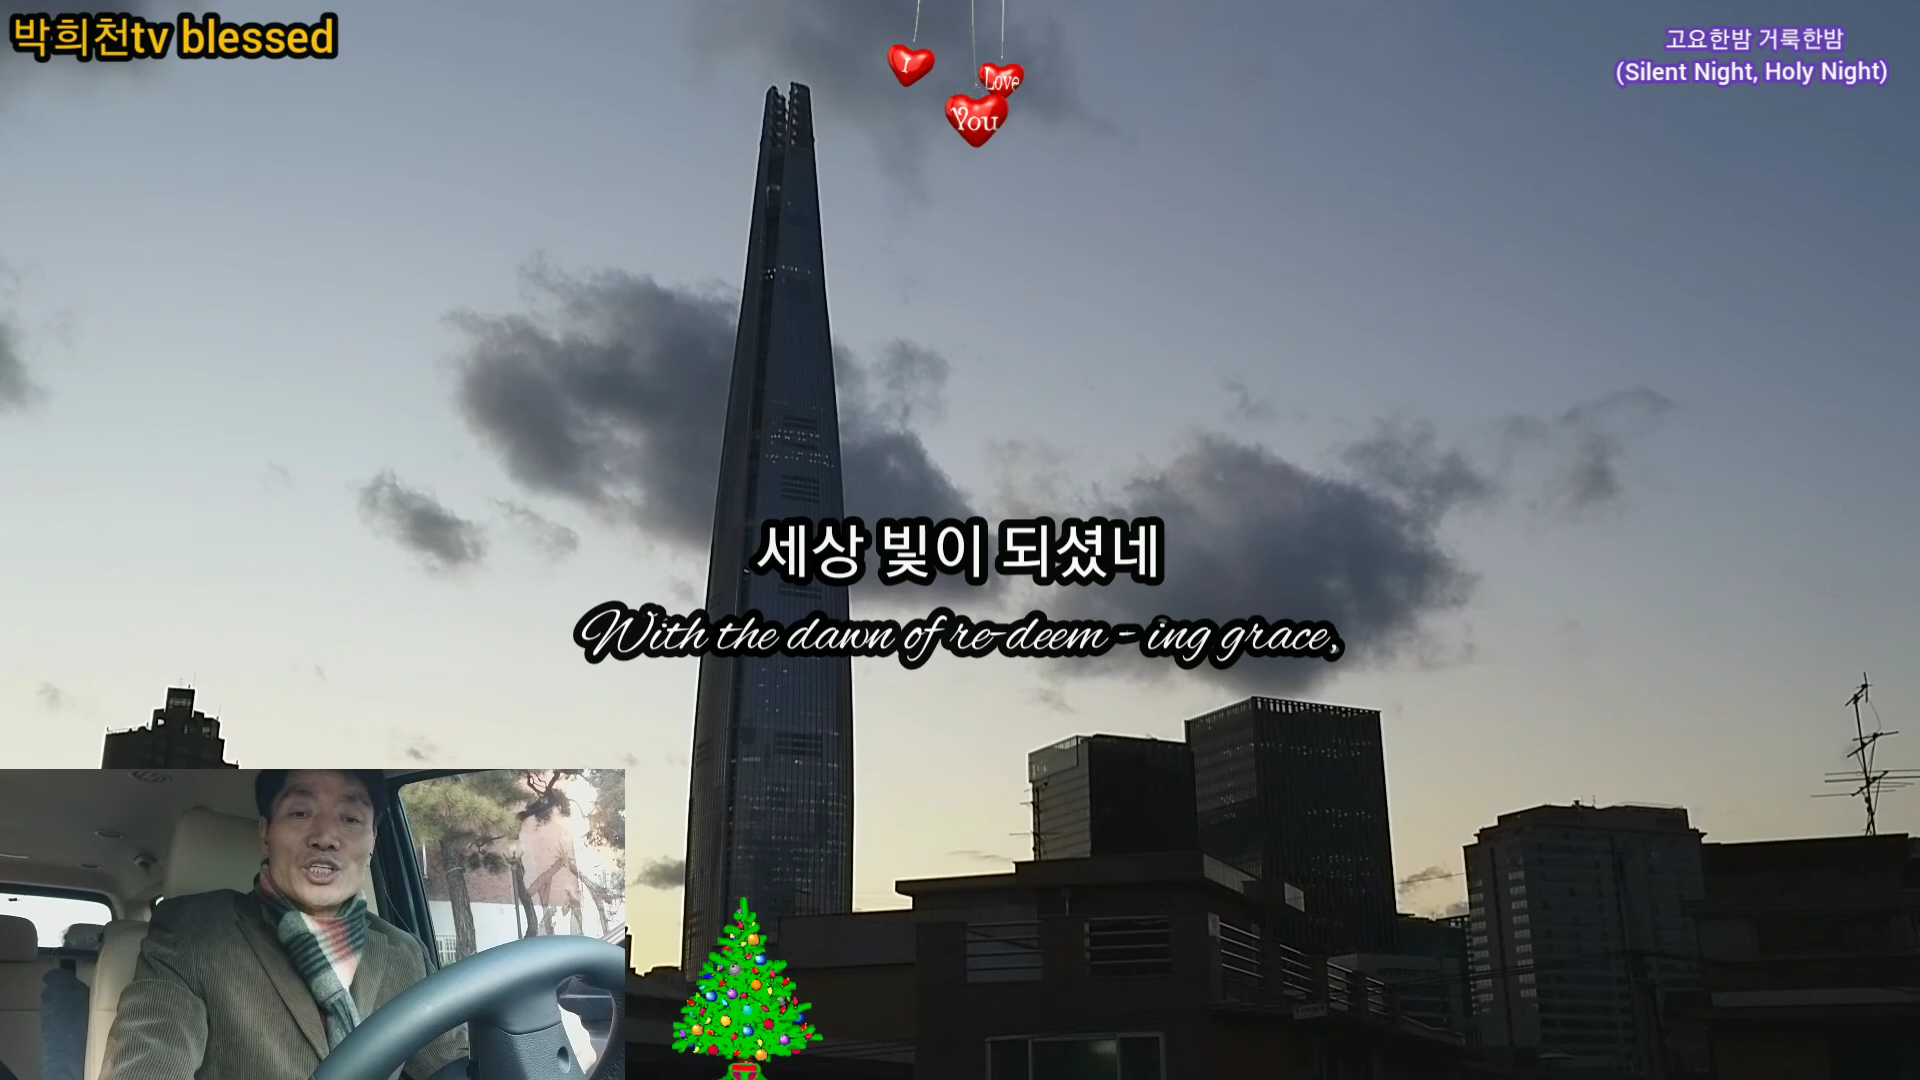 박희천tv blessed
고요한밤 거룩한밤
(Silent Night, Holy Night)
I
Love
You
세상 빛이 되셨네
With the dawn of re-deem - ing grace,